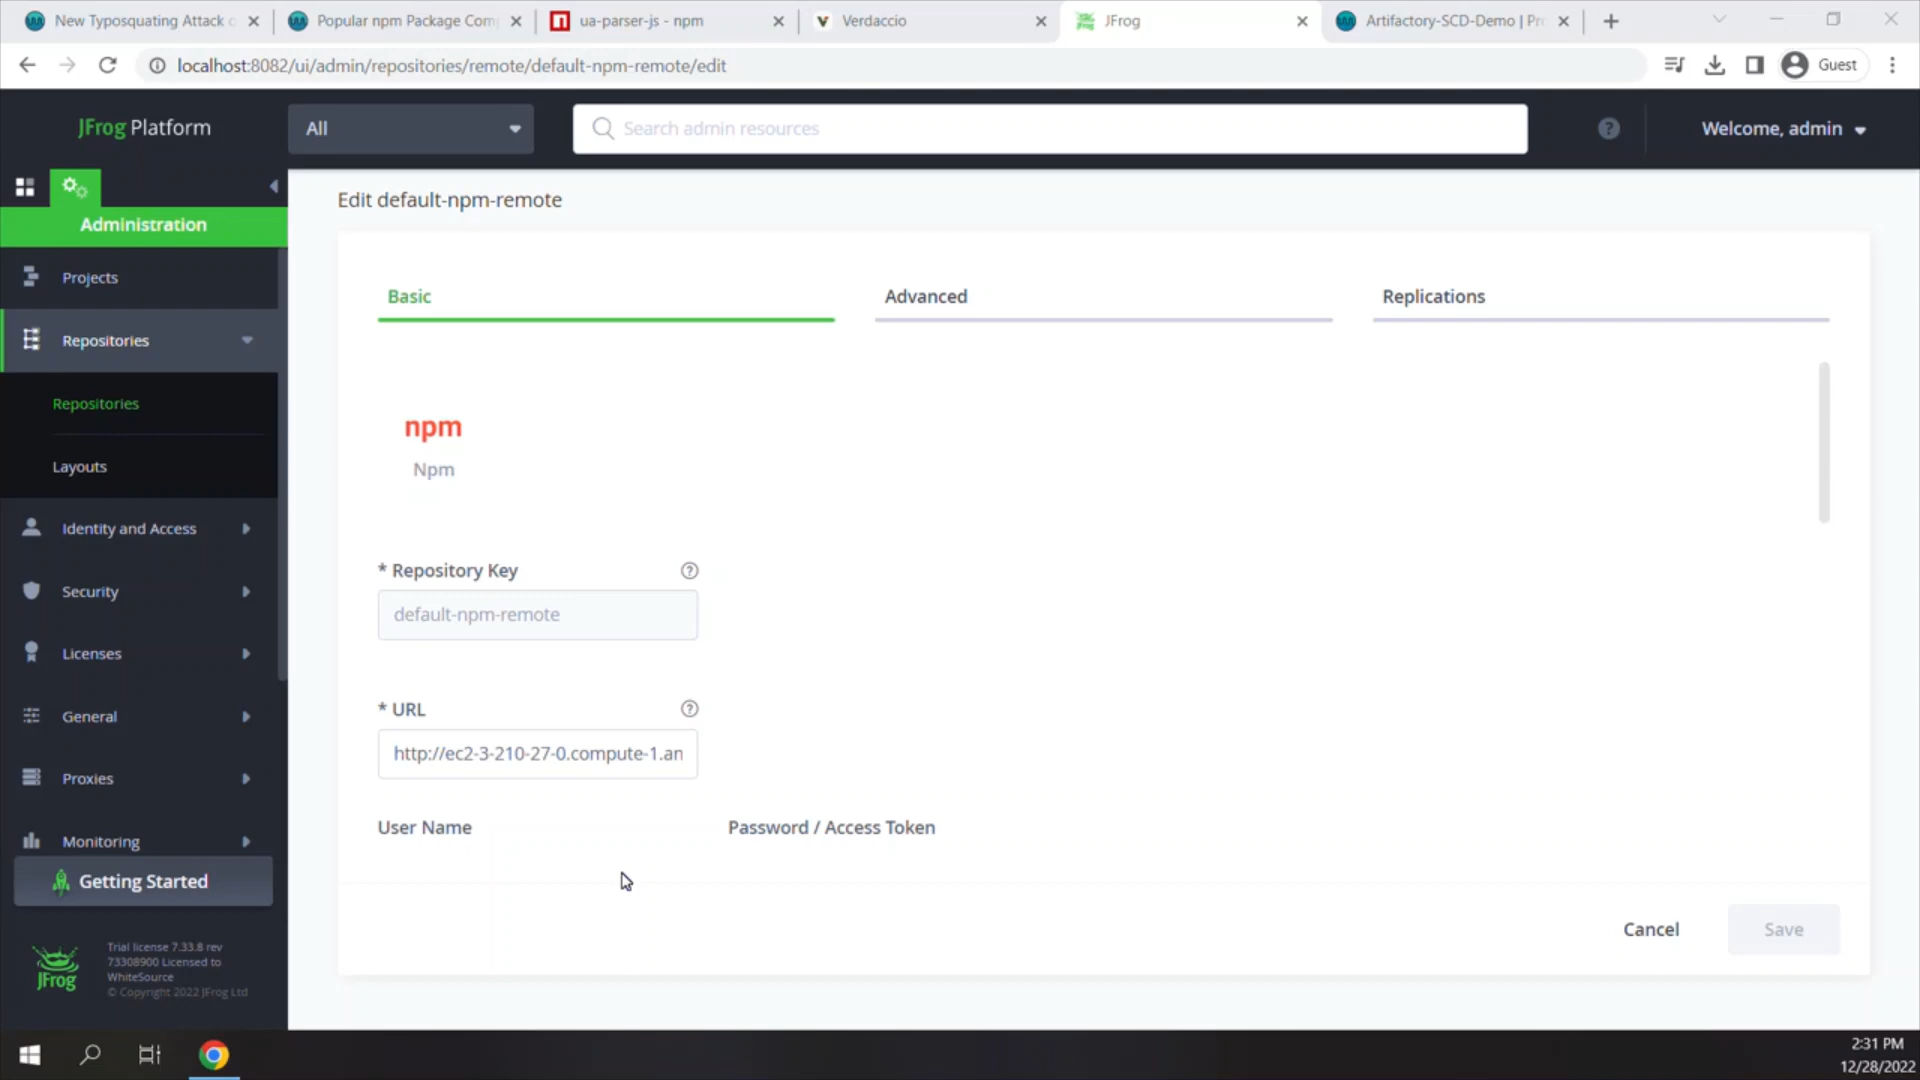 New Typosquating Attack o
Popular npm Package Com
ua-parser-js - npm
Verdaccio
JFrog
Artifactory-SCD-Demo | Pro
localhost:8082/ui/admin/repositories/remote/default-npm-remote/edit
Guest
JFrog Platform
All
Search admin resources
Welcome, admin
Administration
Projects
Repositories
Repositories
Layouts
Identity and Access
Security
Licenses
General
Proxies
Monitoring
Getting Started
JFrog
Trial license 7.33.8 rev
73308900 Licensed to
WhiteSource
© Copyright 2022 JFrog Ltd
Edit default-npm-remote
Basic
Advanced
Replications
npm
Npm
* Repository Key
default-npm-remote
* URL
http://ec2-3-210-27-0.compute-1.an
User Name
Password / Access Token
Cancel
Save
2:31 PM
12/28/2022